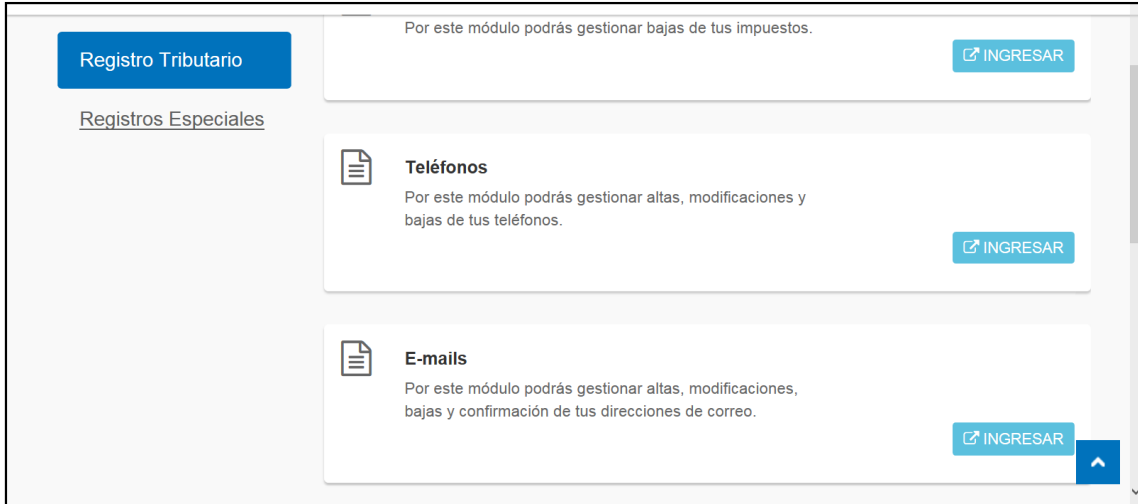 Registro Tributario
Registros Especiales
Por este módulo podrás gestionar bajas de tus impuestos.
INGRESAR
Teléfonos
Por este módulo podrás gestionar altas, modificaciones y
bajas de tus teléfonos.
INGRESAR
E-mails
Por este módulo podrás gestionar altas, modificaciones,
bajas y confirmación de tus direcciones de correo.
INGRESAR